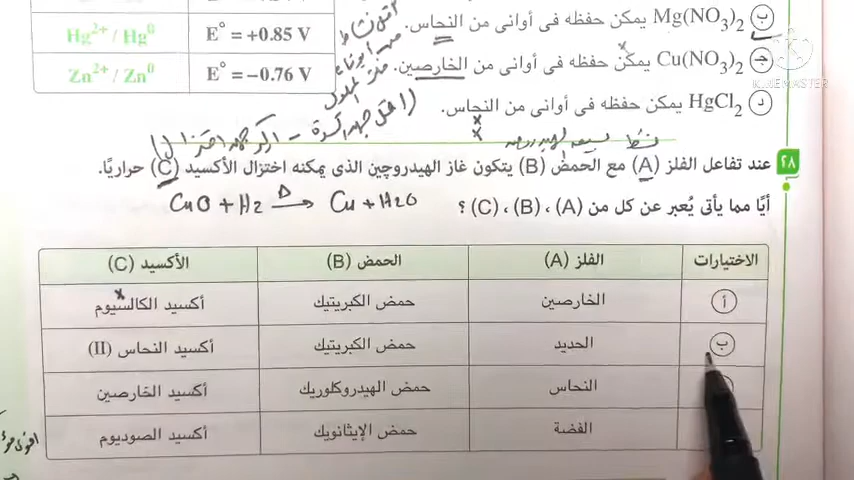 ب Mg(NO3)2 يمكن حفظه فى أوانى من النحاس.
ج Cu(NO3)2 يمكن حفظه فى أوانى من الخارصين.
د HgCl2 يمكن حفظه فى أوانى من النحاس.
Hg2+ / Hg0 E° = +0.85 V
Zn2+ / Zn0 E° = −0.76 V
KINEMASTER
٢٨ عند تفاعل الفلز (A) مع الحمض (B) يتكون غاز الهيدروچين الذى يمكنه اختزال الأكسيد (C) حراريًا.
أيًا مما يأتى يُعبر عن كل من (A) ، (B) ، (C) ؟
CuO + H2 Δ→ Cu + H2O
الاختيارات الفلز (A) الحمض (B) الأكسيد (C)
أ الخارصين حمض الكبريتيك أكسيد الكالسيوم
ب الحديد حمض الكبريتيك أكسيد النحاس (II)
النحاس حمض الهيدروكلوريك أكسيد الخارصين
الفضة حمض الإيثانويك أكسيد الصوديوم